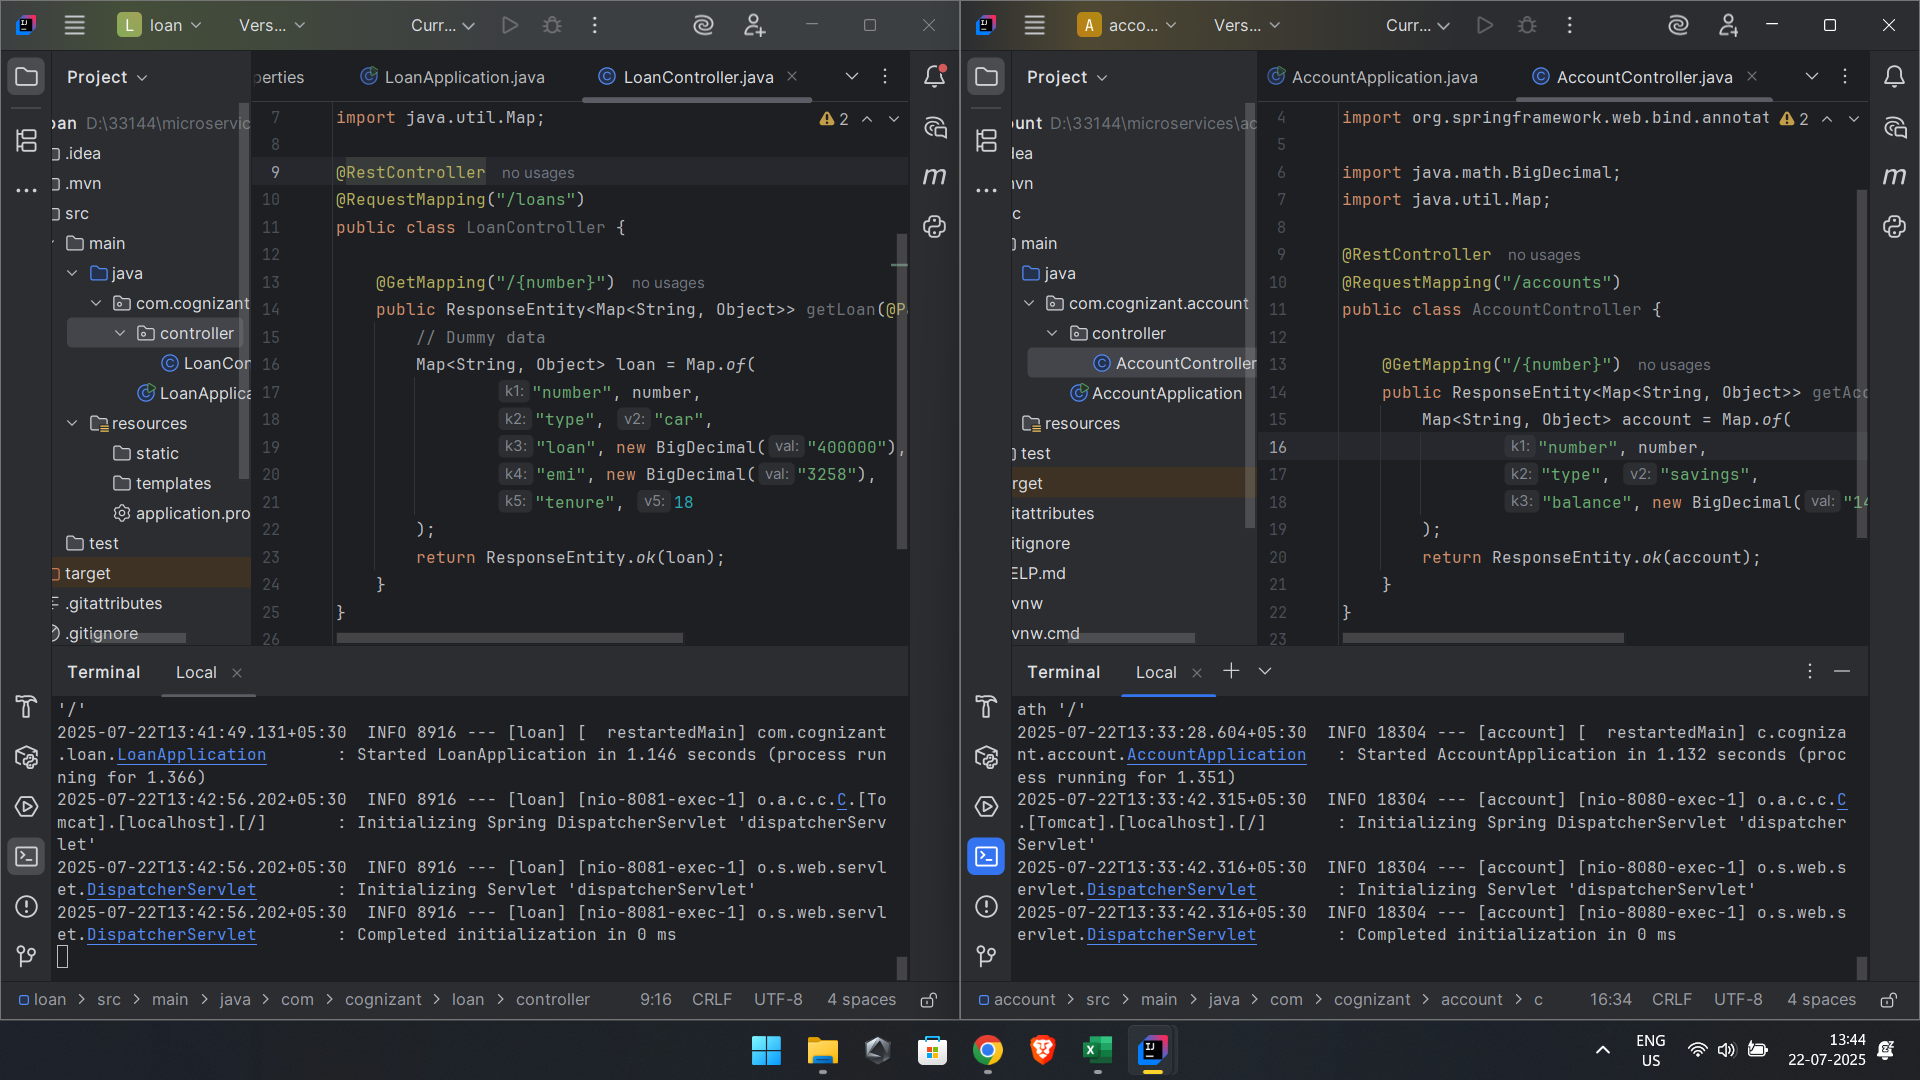 L loan
Vers...
Curr...
Project
perties
LoanApplication.java
LoanController.java
oan D:\33144\microservic
.idea
.mvn
src
main
java
com.cognizant
controller
LoanCon
LoanApplica
resources
static
templates
application.pro
test
target
.gitattributes
.gitignore
2
7 import java.util.Map;
8
9 @RestController no usages
10 @RequestMapping("/loans")
11 public class LoanController {
12
13 @GetMapping("/{number}") no usages
14 public ResponseEntity<Map<String, Object>> getLoan(@P
15 // Dummy data
16 Map<String, Object> loan = Map.of(
17 k1: "number", number,
18 k2: "type", v2: "car",
19 k3: "loan", new BigDecimal( val: "400000"),
20 k4: "emi", new BigDecimal( val: "3258"),
21 k5: "tenure", v5: 18
22 );
23 return ResponseEntity.ok(loan);
24 }
25 }
26
m
Terminal
Local
'/'
2025-07-22T13:41:49.131+05:30 INFO 8916 --- [loan] [ restartedMain] com.cognizant
.loan.LoanApplication : Started LoanApplication in 1.146 seconds (process run
ning for 1.366)
2025-07-22T13:42:56.202+05:30 INFO 8916 --- [loan] [nio-8081-exec-1] o.a.c.c.C.[To
mcat].[localhost].[/] : Initializing Spring DispatcherServlet 'dispatcherServ
let'
2025-07-22T13:42:56.202+05:30 INFO 8916 --- [loan] [nio-8081-exec-1] o.s.web.servl
et.DispatcherServlet : Initializing Servlet 'dispatcherServlet'
2025-07-22T13:42:56.202+05:30 INFO 8916 --- [loan] [nio-8081-exec-1] o.s.web.servl
et.DispatcherServlet : Completed initialization in 0 ms
loan > src > main > java > com > cognizant > loan > controller
9:16 CRLF UTF-8 4 spaces
A acco...
Vers...
Curr...
Project
AccountApplication.java
AccountController.java
ount D:\33144\microservices\ac
dea
vn
c
main
java
com.cognizant.account
controller
AccountController
AccountApplication
resources
test
rget
itattributes
itignore
ELP.md
vnw
vnw.cmd
2
4 import org.springframework.web.bind.annotat
5
6 import java.math.BigDecimal;
7 import java.util.Map;
8
9 @RestController no usages
10 @RequestMapping("/accounts")
11 public class AccountController {
12
13 @GetMapping("/{number}") no usages
14 public ResponseEntity<Map<String, Object>> getAcc
15 Map<String, Object> account = Map.of(
16 k1: "number", number,
17 k2: "type", v2: "savings",
18 k3: "balance", new BigDecimal( val: "14
19 );
20 return ResponseEntity.ok(account);
21 }
22 }
23
m
Terminal
Local
ath '/'
2025-07-22T13:33:28.604+05:30 INFO 18304 --- [account] [ restartedMain] c.cogniza
nt.account.AccountApplication : Started AccountApplication in 1.132 seconds (proc
ess running for 1.351)
2025-07-22T13:33:42.315+05:30 INFO 18304 --- [account] [nio-8080-exec-1] o.a.c.c.C
.[Tomcat].[localhost].[/] : Initializing Spring DispatcherServlet 'dispatcher
Servlet'
2025-07-22T13:33:42.316+05:30 INFO 18304 --- [account] [nio-8080-exec-1] o.s.web.s
ervlet.DispatcherServlet : Initializing Servlet 'dispatcherServlet'
2025-07-22T13:33:42.316+05:30 INFO 18304 --- [account] [nio-8080-exec-1] o.s.web.s
ervlet.DispatcherServlet : Completed initialization in 0 ms
account > src > main > java > com > cognizant > account > c
16:34 CRLF UTF-8 4 spaces
ENG
US
13:44
22-07-2025